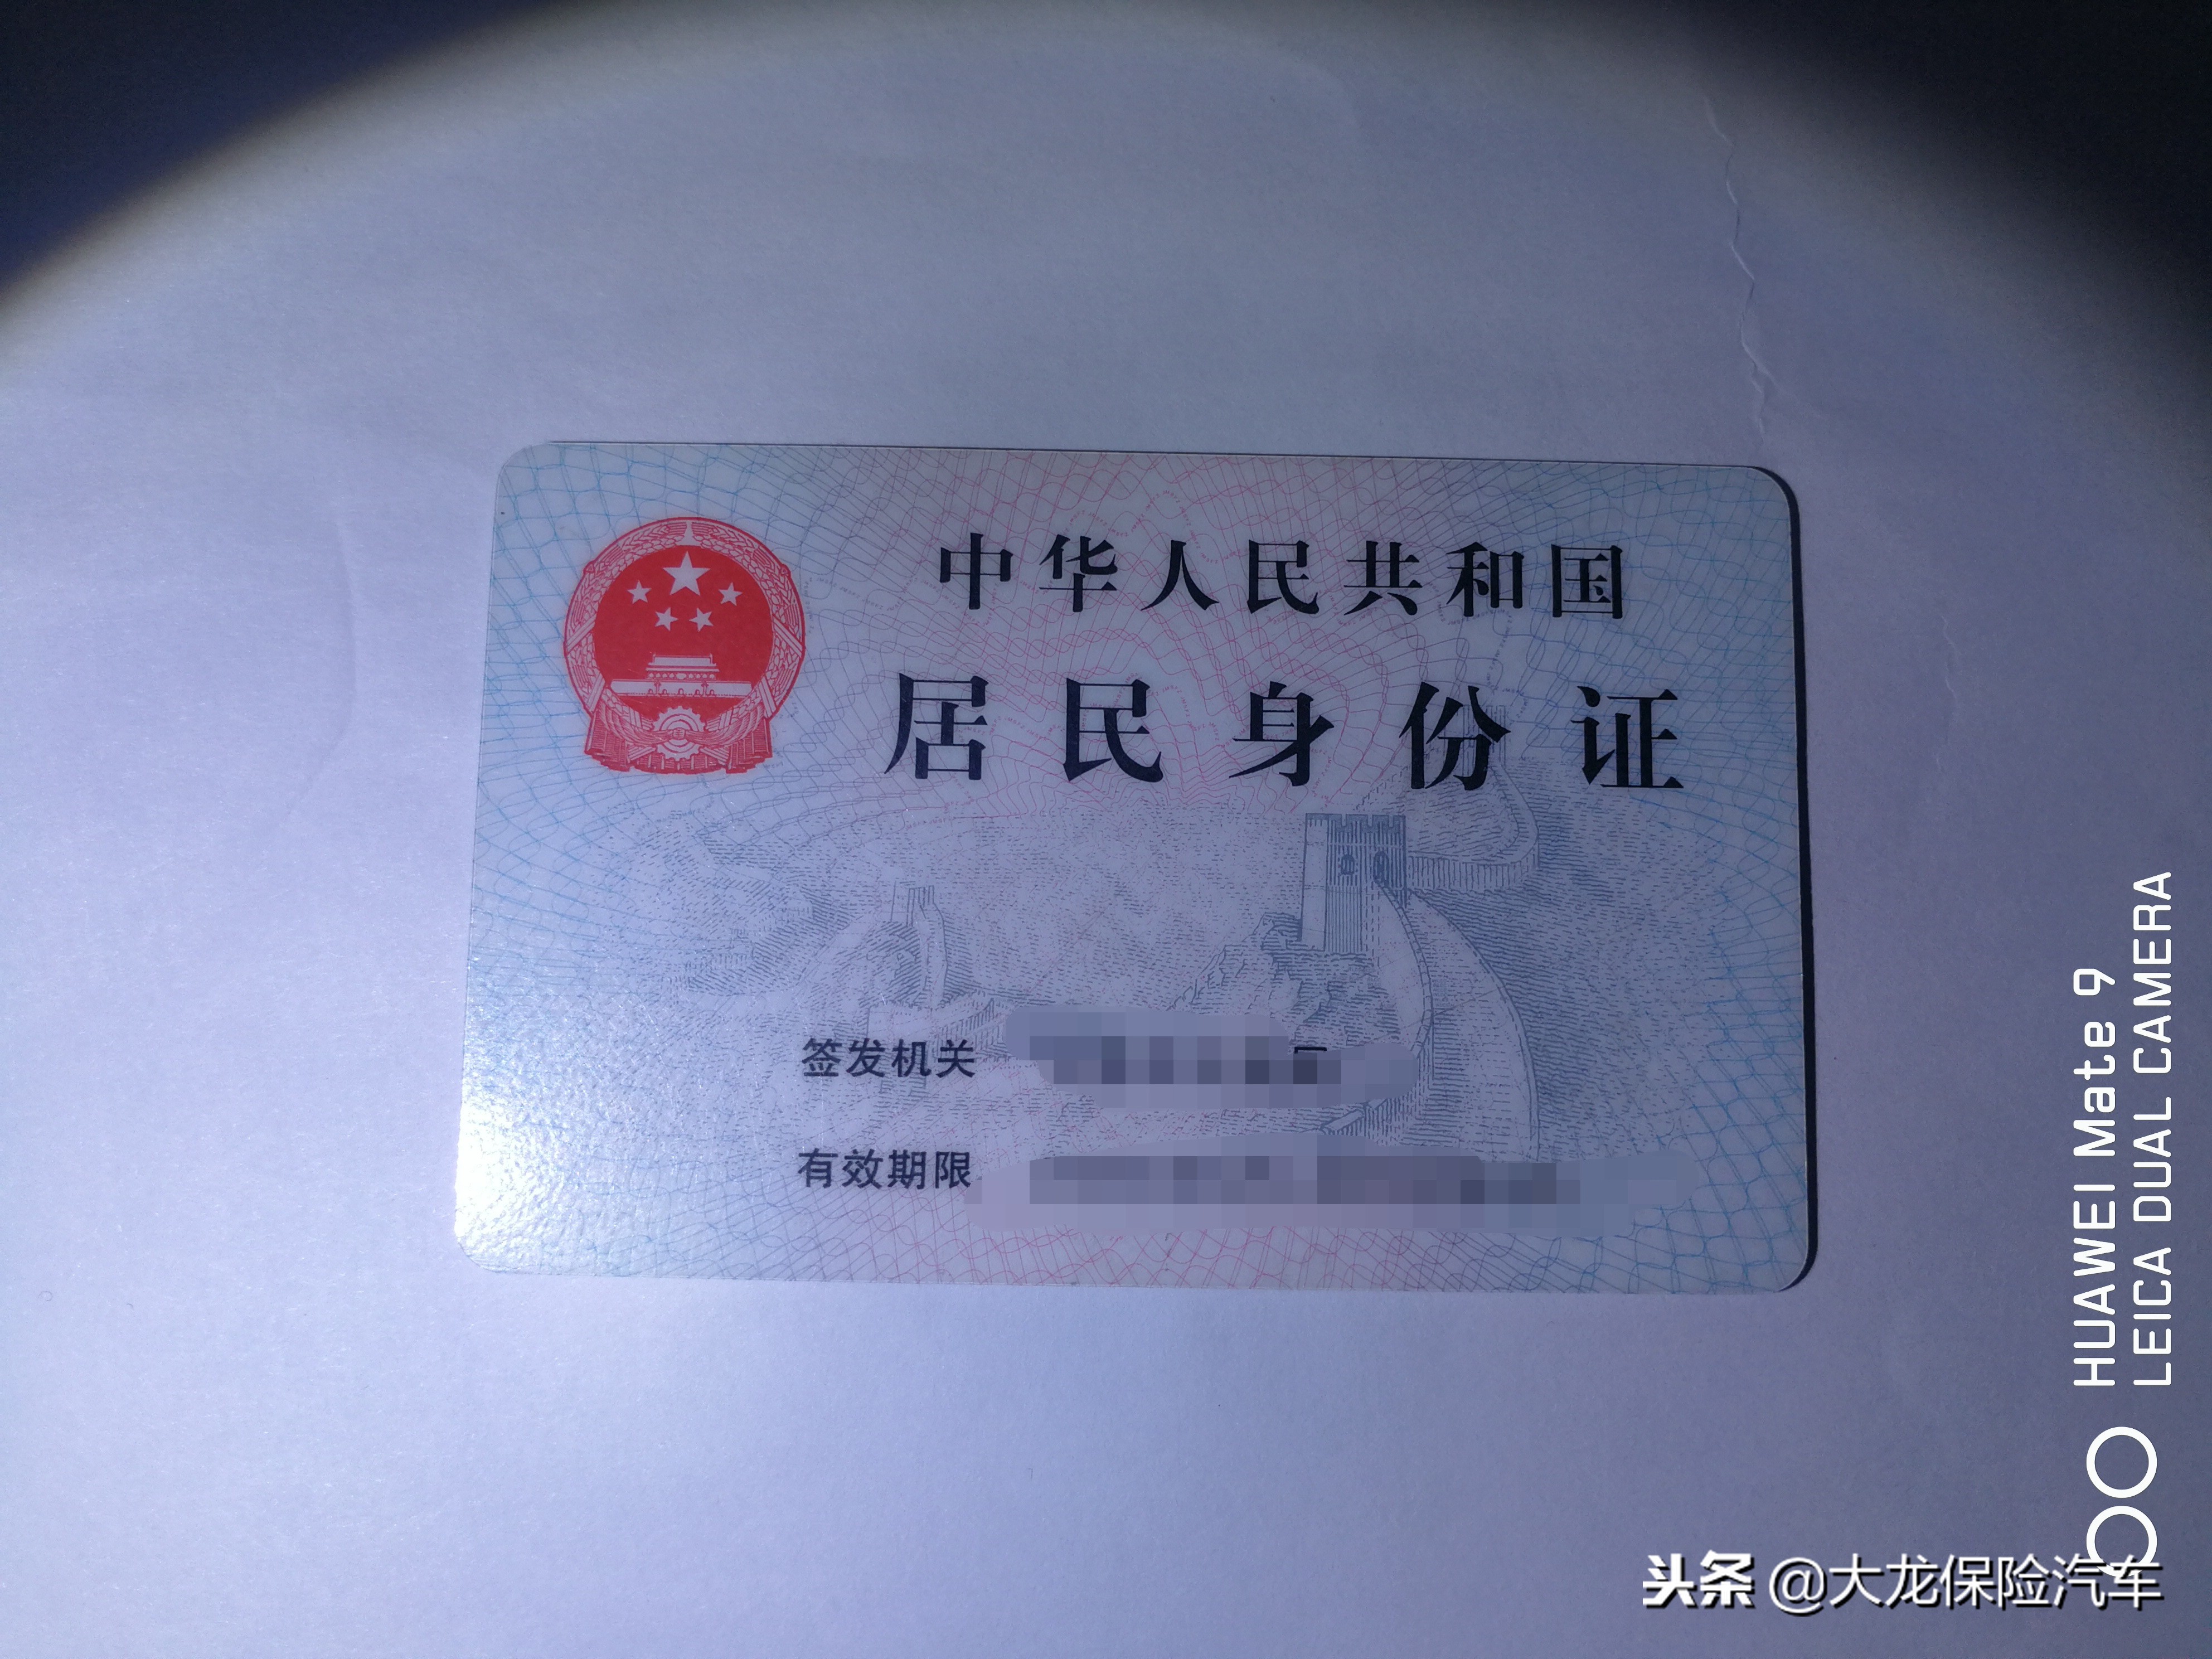 中华人民共和国
居民身份证
签发机关
有效期限
HUAWEI Mate 9
LEICA DUAL CAMERA
头条 @大龙保险汽车